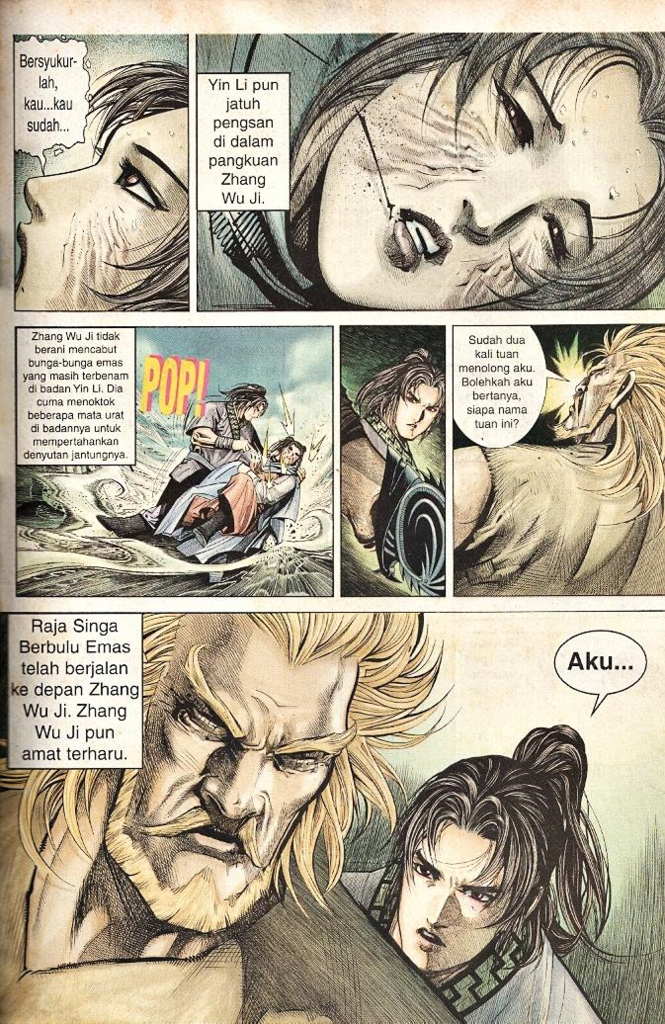 Bersyukur-
lah,
kau...kau
sudah...
Yin Li pun
jatuh
pengsan
di dalam
pangkuan
Zhang
Wu Ji.
Zhang Wu Ji tidak
berani mencabut
bunga-bunga emas
yang masih terbenam
di badan Yin Li. Dia
cuma menoktok
beberapa mata urat
di badannya untuk
mempertahankan
denyutan jantungnya.
POP!
Sudah dua
kali tuan
menolong aku.
Bolehkah aku
bertanya,
siapa nama
tuan ini?
Raja Singa
Berbulu Emas
telah berjalan
ke depan Zhang
Wu Ji. Zhang
Wu Ji pun
amat terharu.
Aku...